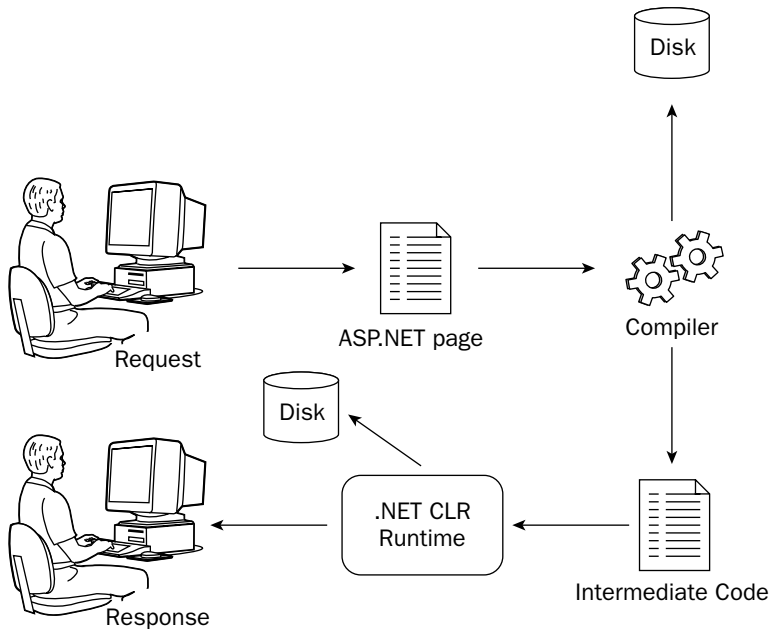 Disk
Request
ASP.NET page
Compiler
Disk
.NET CLR
Runtime
Intermediate Code
Response